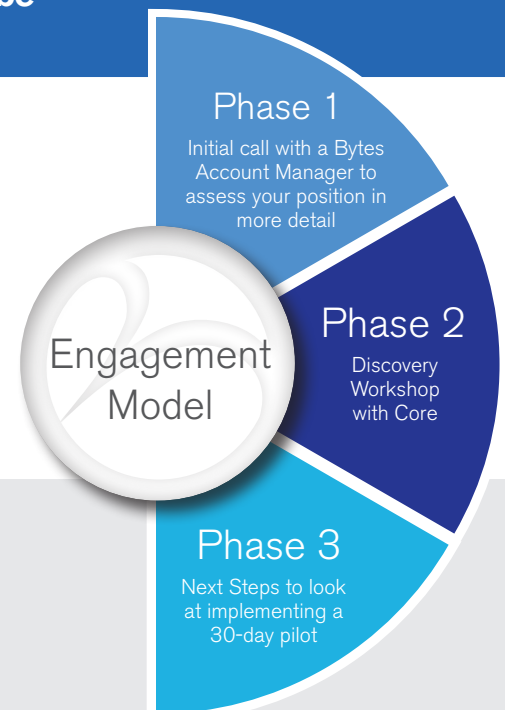 Phase 1
Initial call with a Bytes
Account Manager to
assess your position in
more detail
Engagement
Model
Phase 2
Discovery
Workshop
with Core
Phase 3
Next Steps to look
at implementing a
30-day pilot